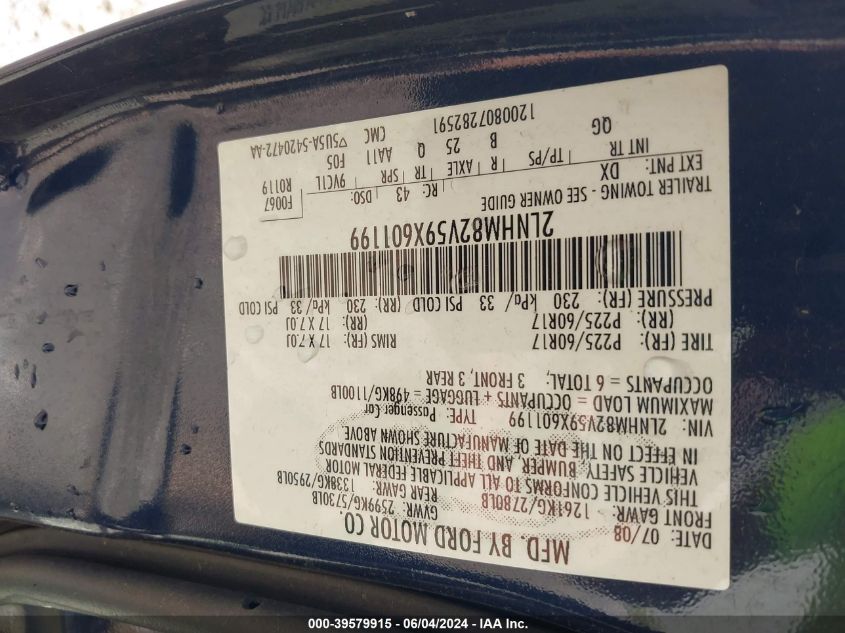 MFD. BY FORD MOTOR CO
DATE: 07/08 GVWR: 2599KG/5730LB
FRONT GAWR: 1261KG/2780LB REAR GAWR: 1338KG/2950LB
THIS VEHICLE CONFORMS TO ALL APPLICABLE FEDERAL MOTOR
VEHICLE SAFETY, BUMPER, AND THEFT PREVENTION STANDARDS
IN EFFECT ON THE DATE OF MANUFACTURE SHOWN ABOVE
VIN: 2LNHM82V59X601199 TYPE: Passenger Car
MAXIMUM LOAD = OCCUPANTS + LUGGAGE = 498KG/1100LB
OCCUPANTS = 6 TOTAL, 3 FRONT, 3 REAR
TIRE (FR): P225/60R17 RIMS (FR): 17 X 7.0J
(RR): P225/60R17 (RR): 17 X 7.0J
PRESSURE (FR): 230 kPa/ 33 PSI COLD (RR): 230 kPa/ 33 PSI COLD
2LNHM82V59X601199
TRAILER TOWING - SEE OWNER GUIDE
F0067
R0119
EXT PNT: DX RC: 43 DSO:
INT TR TP/PS R AXLE TR SPR 9VC1L
QG B 25 Q AA11 F05
1200807282591 CMC ▽5U5A-5420472-AA
000-39579915 - 06/04/2024 - IAA Inc.